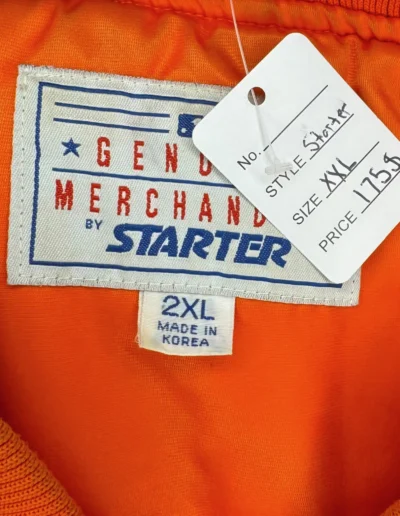 ★ GENU
MERCHAND
BY STARTER
2XL
MADE IN
KOREA
No.
STYLE Starter
SIZE XXL
PRICE 175$